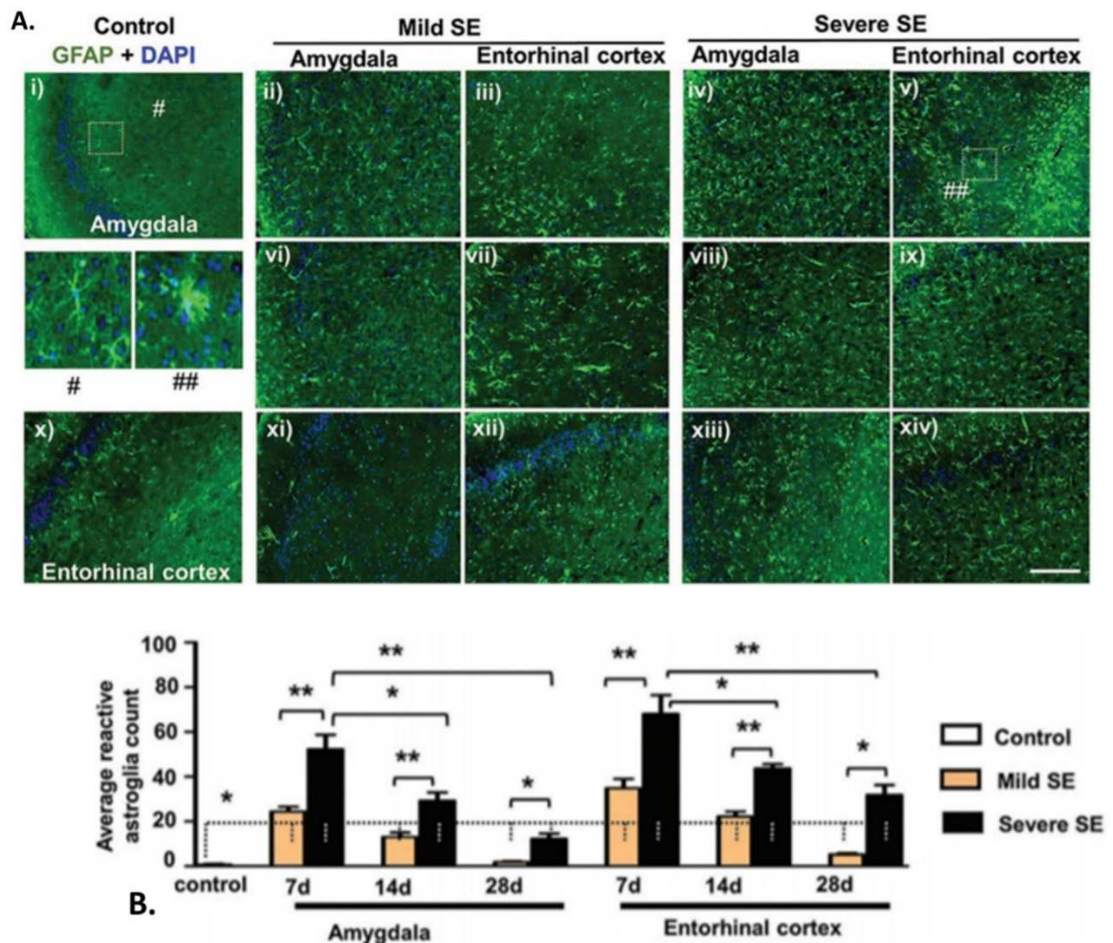 A.
Control
GFAP + DAPI
Mild SE
Amygdala
Entorhinal cortex
Severe SE
Amygdala
Entorhinal cortex
i)
#
Amygdala
ii)
iii)
iv)
v)
##
vi)
vii)
viii)
ix)
#
##
x)
Entorhinal cortex
xi)
xii)
xiii)
xiv)
Average reactive
astroglia count
100
80
60
40
20
0
*
**
**
*
**
*
**
**
*
**
*
control
7d
14d
28d
7d
14d
28d
Amygdala
Entorhinal cortex
Control
Mild SE
Severe SE
B.